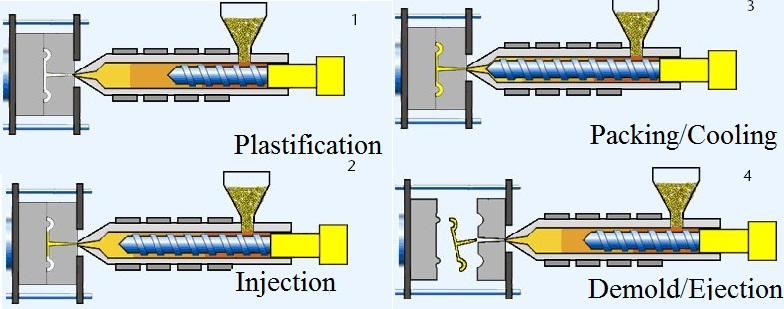 1
Plastification
2
Injection
3
Packing/Cooling
4
Demold/Ejection